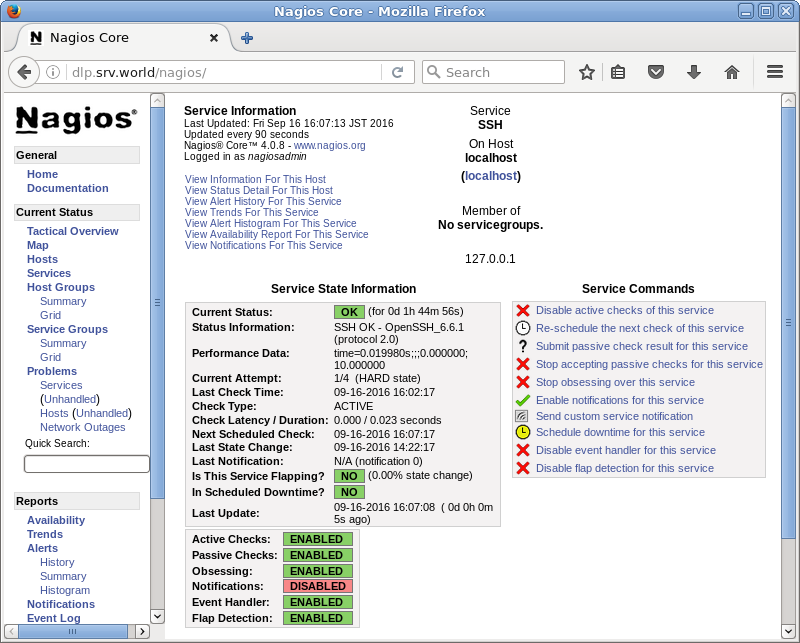 Nagios Core - Mozilla Firefox
Nagios Core
dlp.srv.world/nagios/
Search
Nagios®
General
Home
Documentation
Current Status
Tactical Overview
Map
Hosts
Services
Host Groups
Summary
Grid
Service Groups
Summary
Grid
Problems
Services
(Unhandled)
Hosts (Unhandled)
Network Outages
Quick Search:
Reports
Availability
Trends
Alerts
History
Summary
Histogram
Notifications
Event Log
Service Information
Last Updated: Fri Sep 16 16:07:13 JST 2016
Updated every 90 seconds
Nagios® Core™ 4.0.8 - www.nagios.org
Logged in as nagiosadmin
View Information For This Host
View Status Detail For This Host
View Alert History For This Service
View Trends For This Service
View Alert Histogram For This Service
View Availability Report For This Service
View Notifications For This Service
Service
SSH
On Host
localhost
(localhost)
Member of
No servicegroups.
127.0.0.1
Service State Information
Current Status: OK (for 0d 1h 44m 56s)
Status Information: SSH OK - OpenSSH_6.6.1
(protocol 2.0)
Performance Data: time=0.019980s;;;0.000000;
10.000000
Current Attempt: 1/4 (HARD state)
Last Check Time: 09-16-2016 16:02:17
Check Type: ACTIVE
Check Latency / Duration: 0.000 / 0.023 seconds
Next Scheduled Check: 09-16-2016 16:07:17
Last State Change: 09-16-2016 14:22:17
Last Notification: N/A (notification 0)
Is This Service Flapping? NO (0.00% state change)
In Scheduled Downtime? NO
Last Update: 09-16-2016 16:07:08 ( 0d 0h 0m
5s ago)
Active Checks: ENABLED
Passive Checks: ENABLED
Obsessing: ENABLED
Notifications: DISABLED
Event Handler: ENABLED
Flap Detection: ENABLED
Service Commands
Disable active checks of this service
Re-schedule the next check of this service
? Submit passive check result for this service
Stop accepting passive checks for this service
Stop obsessing over this service
Enable notifications for this service
Send custom service notification
Schedule downtime for this service
Disable event handler for this service
Disable flap detection for this service